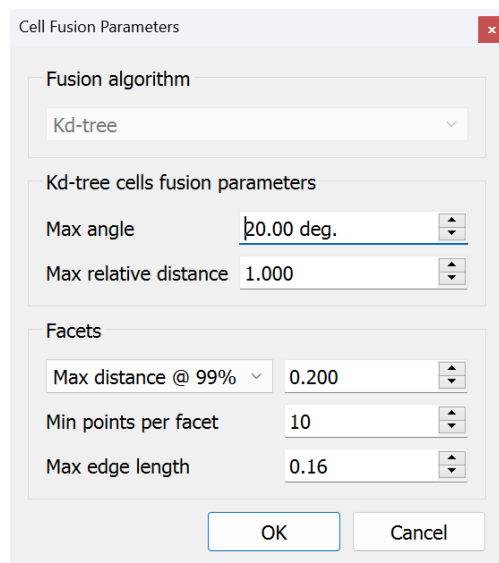 Cell Fusion Parameters
Fusion algorithm
Kd-tree
Kd-tree cells fusion parameters
Max angle 20.00 deg.
Max relative distance 1.000
Facets
Max distance @ 99% 0.200
Min points per facet 10
Max edge length 0.16
OK Cancel